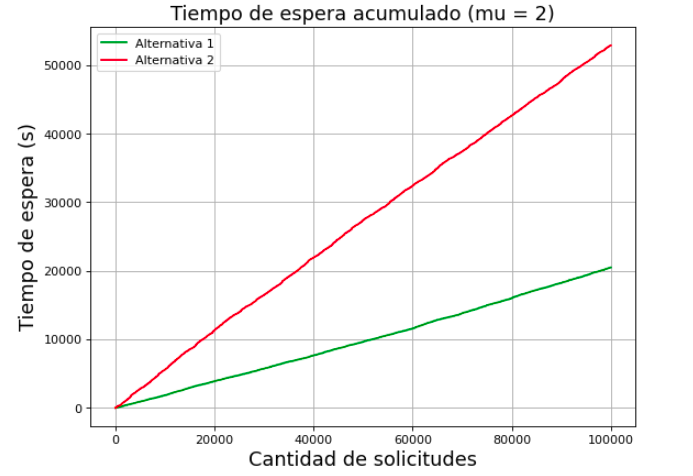 Tiempo de espera acumulado (mu = 2)
Alternativa 1
Alternativa 2
Tiempo de espera (s)
50000
40000
30000
20000
10000
0
0 20000 40000 60000 80000 100000
Cantidad de solicitudes